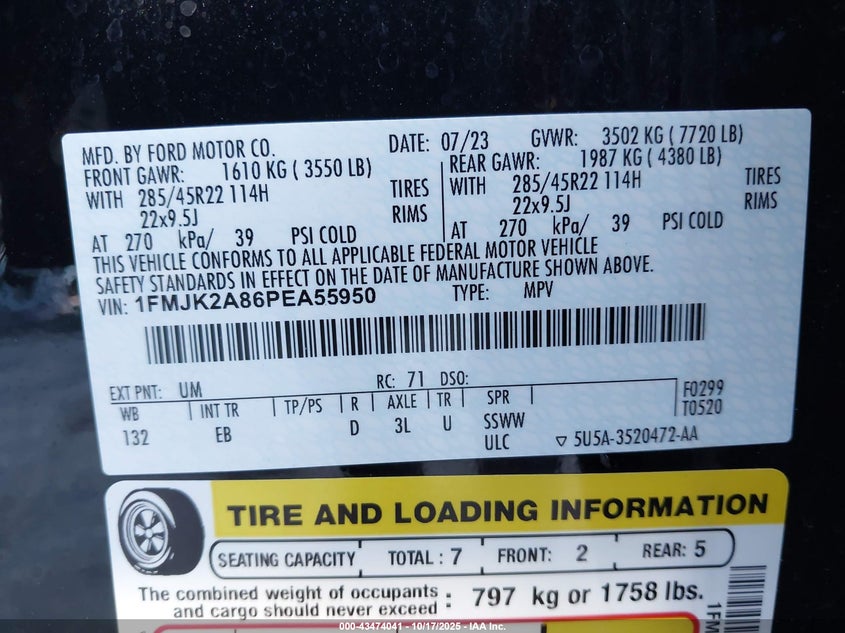 MFD. BY FORD MOTOR CO. DATE: 07/23 GVWR: 3502 KG ( 7720 LB)
FRONT GAWR: 1610 KG ( 3550 LB) REAR GAWR: 1987 KG ( 4380 LB)
WITH 285/45R22 114H TIRES WITH 285/45R22 114H TIRES
22x9.5J RIMS 22x9.5J RIMS
AT 270 kPa/ 39 PSI COLD AT 270 kPa/ 39 PSI COLD
THIS VEHICLE CONFORMS TO ALL APPLICABLE FEDERAL MOTOR VEHICLE
SAFETY STANDARDS IN EFFECT ON THE DATE OF MANUFACTURE SHOWN ABOVE.
VIN: 1FMJK2A86PEA55950 TYPE: MPV
EXT PNT: UM RC: 71 DSO: F0299
WB INT TR TP/PS R AXLE TR SPR T0520
132 EB D 3L U SSWW
ULC ▽ 5U5A-3520472-AA
TIRE AND LOADING INFORMATION
SEATING CAPACITY TOTAL : 7 FRONT: 2 REAR: 5
The combined weight of occupants
and cargo should never exceed : 797 kg or 1758 lbs.
1FM
000-43474041 - 10/17/2025 - IAA Inc.